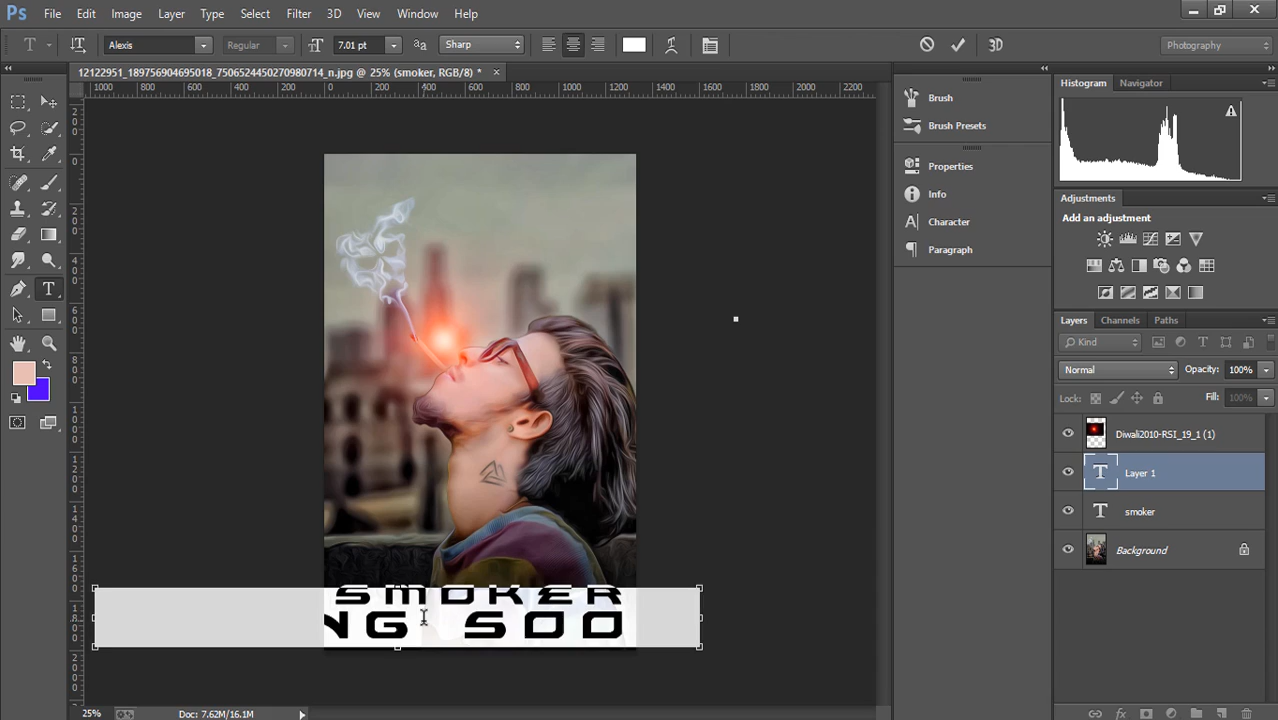 Ps File Edit Image Layer Type Select Filter 3D View Window Help
T Alexis Regular 7.01 pt aa Sharp 3D Photography
12122951_189756904695018_7506524450270980714_n.jpg @ 25% (smoker, RGB/8) *
1000 800 600 400 200 0 200 400 600 800 1000 1200 1400 1600 1800 2000 2200
Brush
Brush Presets
Properties
Info
Character
Paragraph
Histogram Navigator
Adjustments
Add an adjustment
Layers Channels Paths
Kind
Normal Opacity: 100%
Lock: Fill: 100%
Diwali2010-RSI_19_1 (1)
T Layer 1
T smoker
Background
SMOKER
NG SOO
25% Doc: 7.62M/16.1M